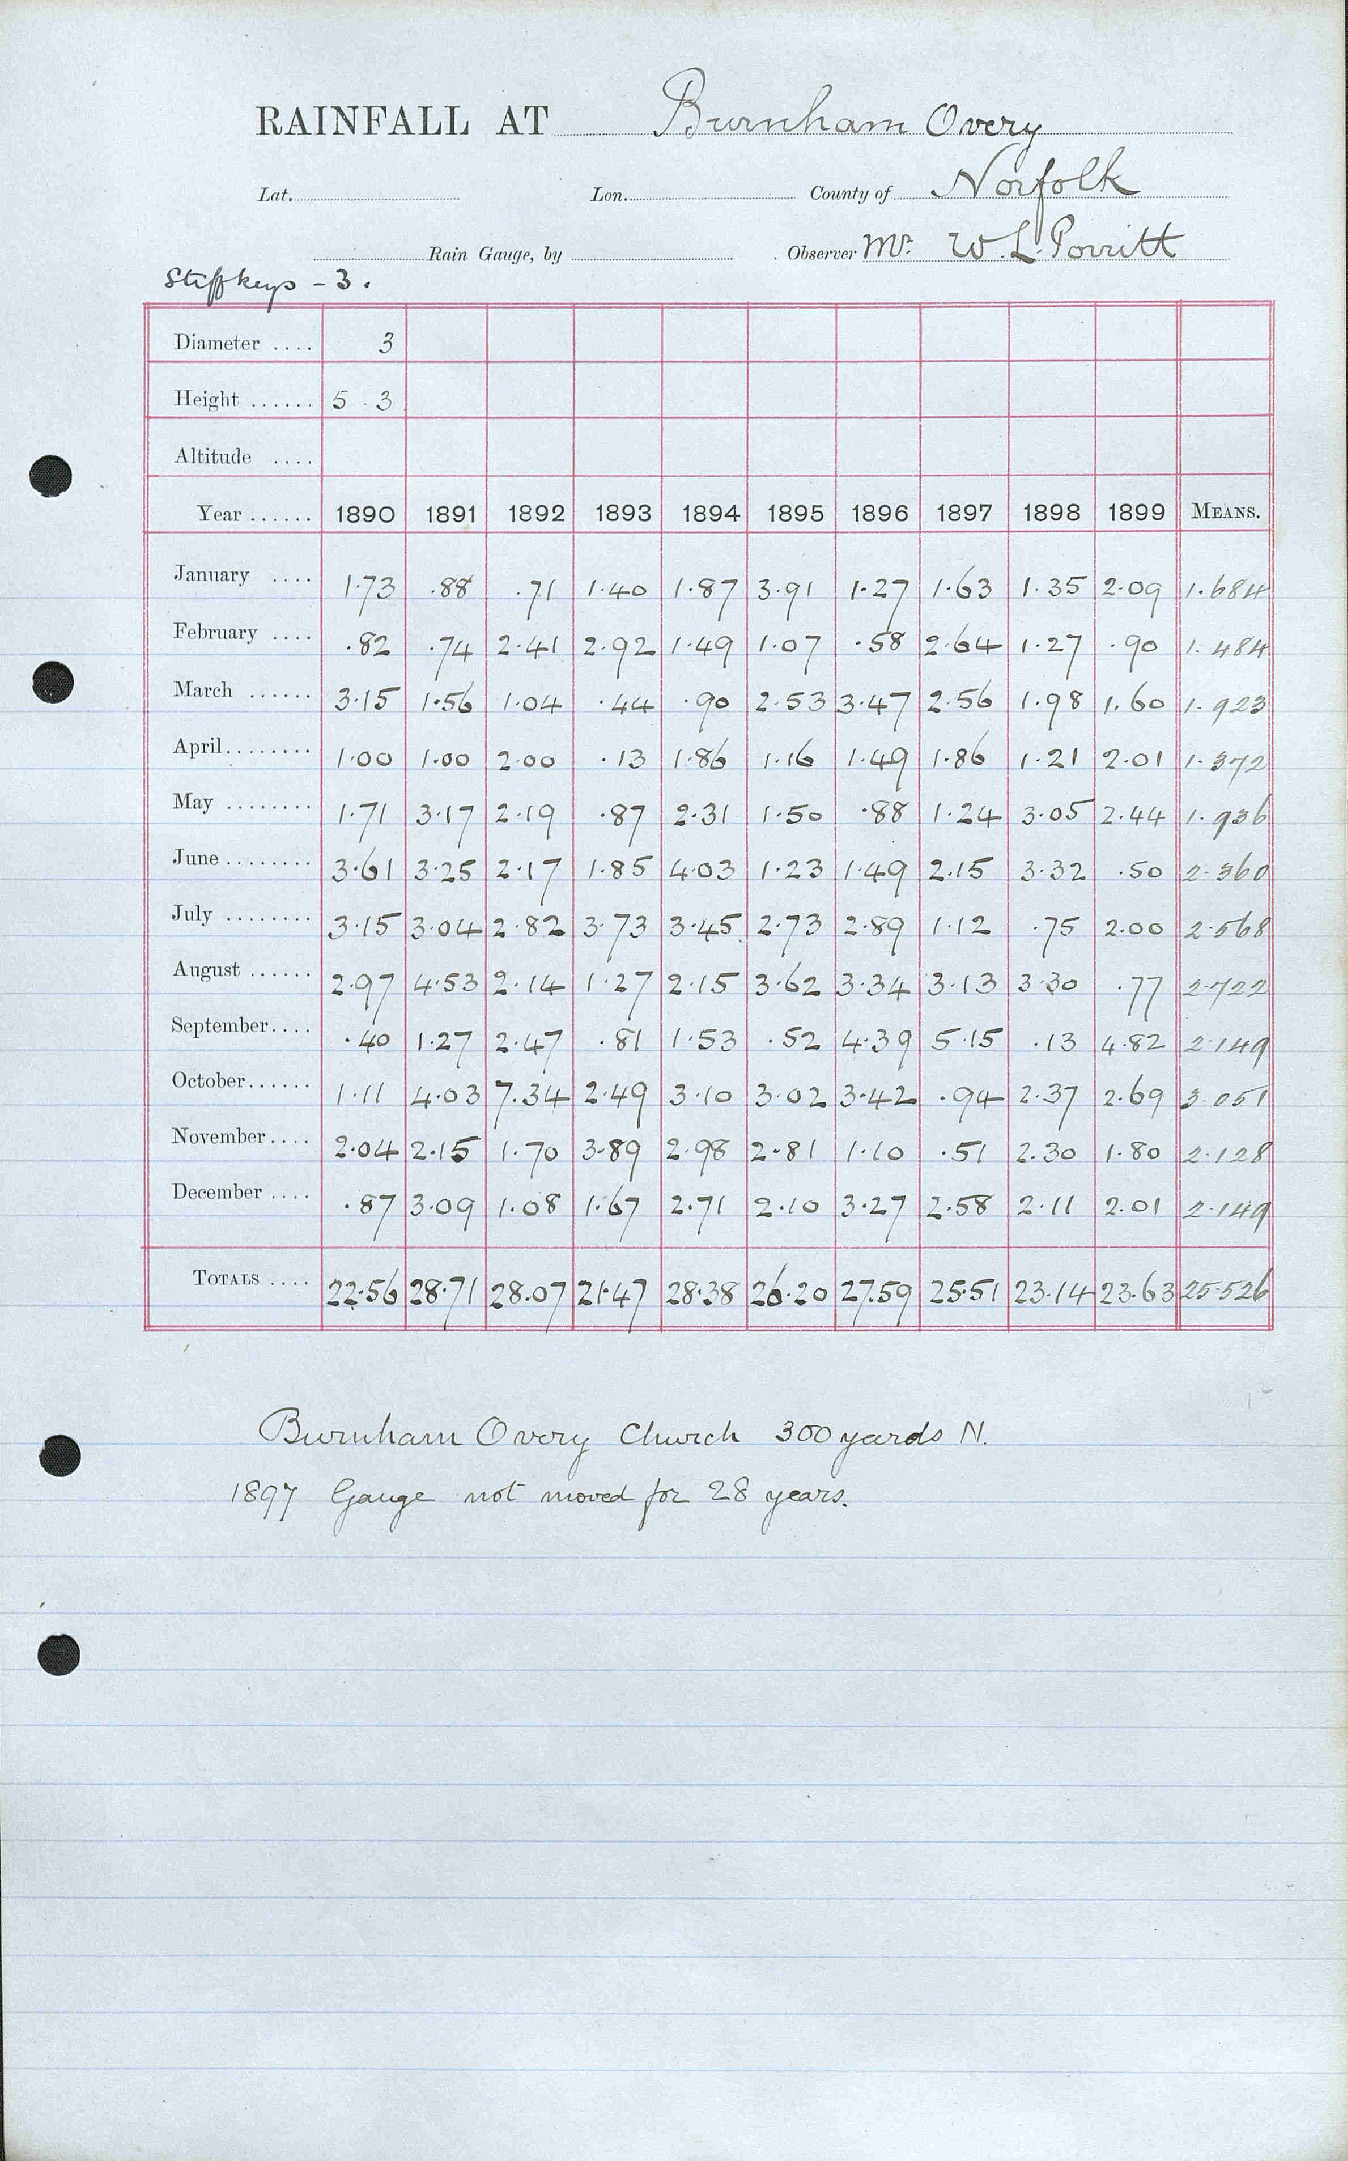 RAINFALL AT Burnham Overy
Lat. Lon. County of Norfolk
Rain Gauge, by Observer Mr. W. L. Porritt
Stiffkeys - 3.
Diameter .... 3
Height ...... 5 - 3
Altitude ....
Year ...... 1890 1891 1892 1893 1894 1895 1896 1897 1898 1899 MEANS.
January .... 1.73 .88 .71 1.40 1.87 3.91 1.27 1.63 1.35 2.09 1.684
February .... .82 .74 2.41 2.92 1.49 1.07 .58 2.64 1.27 .90 1.484
March ...... 3.15 1.56 1.04 .44 .90 2.53 3.47 2.56 1.98 1.60 1.923
April........ 1.00 1.00 2.00 .13 1.86 1.16 1.49 1.86 1.21 2.01 1.372
May ........ 1.71 3.17 2.19 .87 2.31 1.50 .88 1.24 3.05 2.44 1.936
June ........ 3.61 3.25 2.17 1.85 4.03 1.23 1.49 2.15 3.32 .50 2.360
July ........ 3.15 3.04 2.82 3.73 3.45 2.73 2.89 1.12 .75 2.00 2.568
August ...... 2.97 4.53 2.14 1.27 2.15 3.62 3.34 3.13 3.30 .77 2.722
September.... .40 1.27 2.47 .81 1.53 .52 4.39 5.15 .13 4.82 2.149
October...... 1.11 4.03 7.34 2.49 3.10 3.02 3.42 .94 2.37 2.69 3.051
November.... 2.04 2.15 1.70 3.89 2.98 2.81 1.10 .51 2.30 1.80 2.128
December .... .87 3.09 1.08 1.67 2.71 2.10 3.27 2.58 2.11 2.01 2.149
TOTALS .... 22.56 28.71 28.07 21.47 28.38 26.20 27.59 25.51 23.14 23.63 25.526
Burnham Overy Church 300 yards N.
1897 Gauge not moved for 28 years.